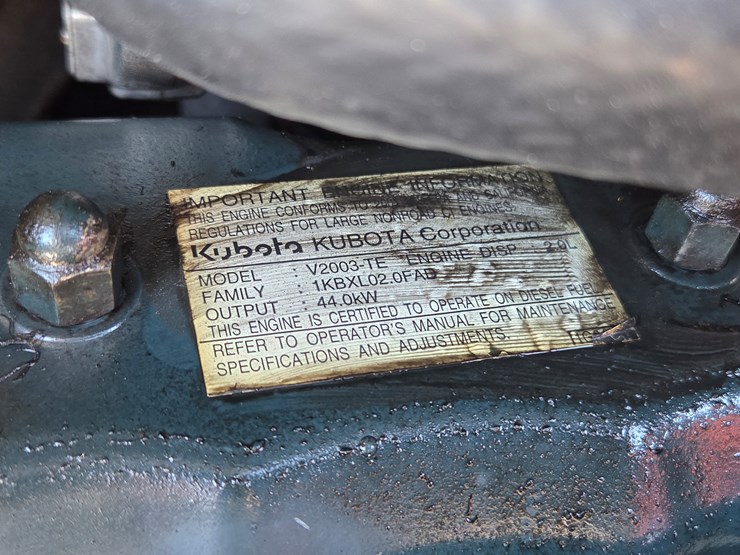 IMPORTANT ENGINE INFORMATION
THIS ENGINE CONFORMS TO AND
REGULATIONS FOR LARGE NONROAD CI ENGINES
Kubota KUBOTA Corporation
MODEL : V2003-TE ENGINE DISP 2.0L
FAMILY : 1KBXL02.0FAD
OUTPUT : 44.0kW
THIS ENGINE IS CERTIFIED TO OPERATE ON DIESEL FUEL
REFER TO OPERATOR'S MANUAL FOR MAINTENANCE
SPECIFICATIONS AND ADJUSTMENTS.